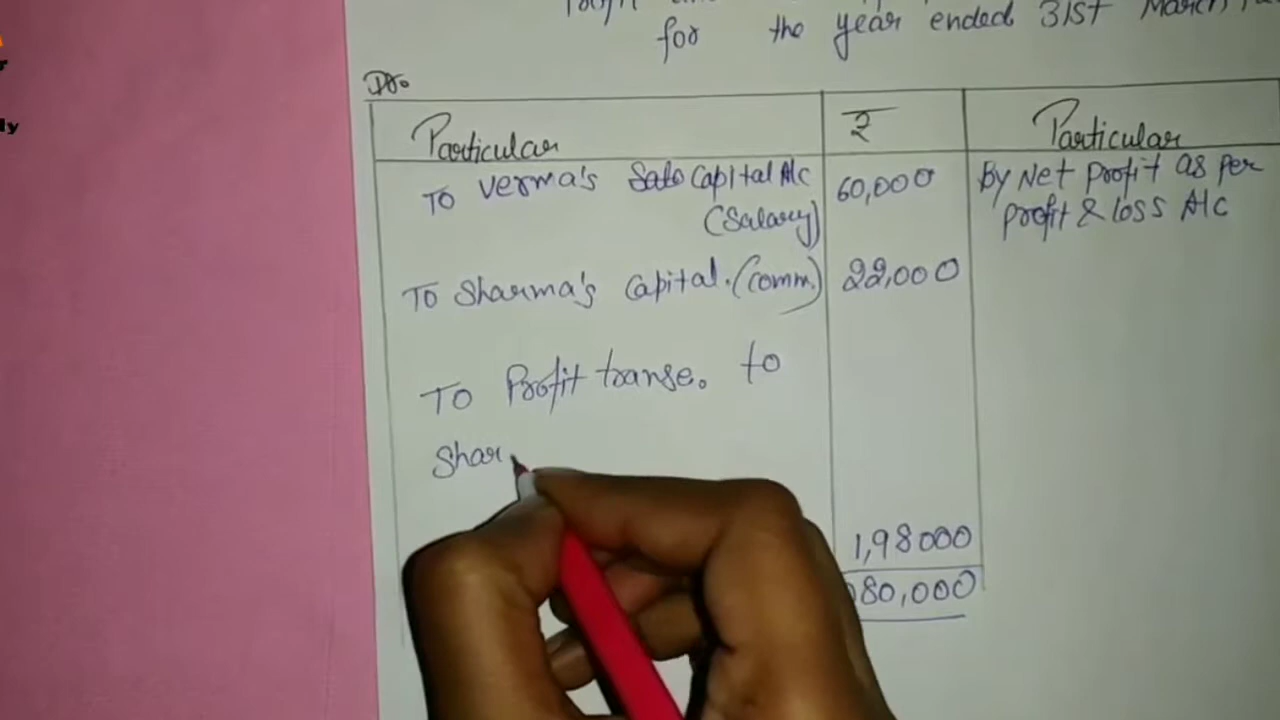 for the year ended 31st March
Dr.
Particular ₹ Particular
To Verma's Capital A/c 60,000 By Net Profit as per
(Salary) Profit & loss A/c
To Sharma's Capital. (Comm.) 22,000
To Profit transe. to
Shar
1,98000
80,000